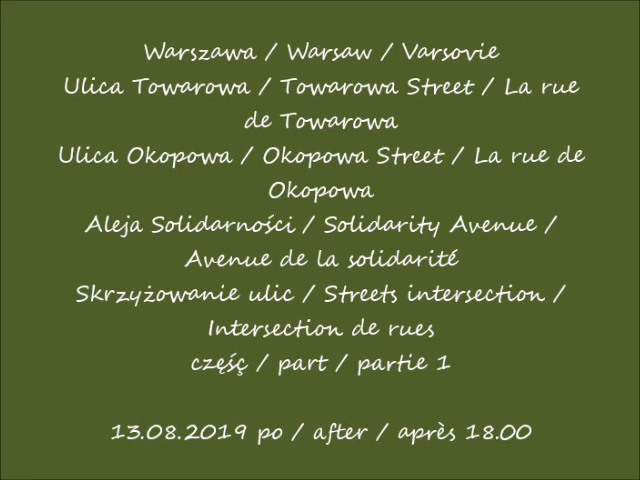 Warszawa / Warsaw / Varsovie
Ulica Towarowa / Towarowa Street / La rue
de Towarowa
Ulica Okopowa / Okopowa Street / La rue de
Okopowa
Aleja Solidarności / Solidarity Avenue /
Avenue de la solidarité
Skrzyżowanie ulic / Streets intersection /
Intersection de rues
częśç / part / partie 1
13.08.2019 po / after / après 18.00